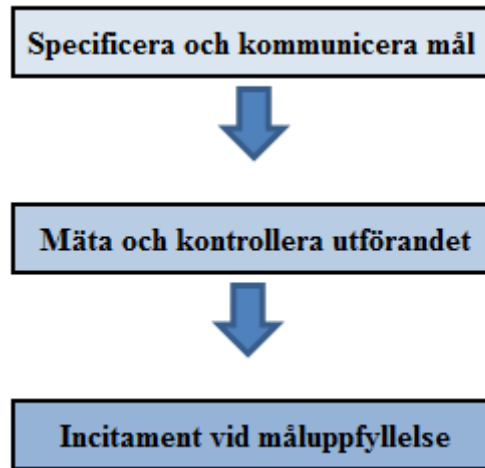 Specificera och kommunicera mål
Mäta och kontrollera utförandet
Incitament vid måluppfyllelse